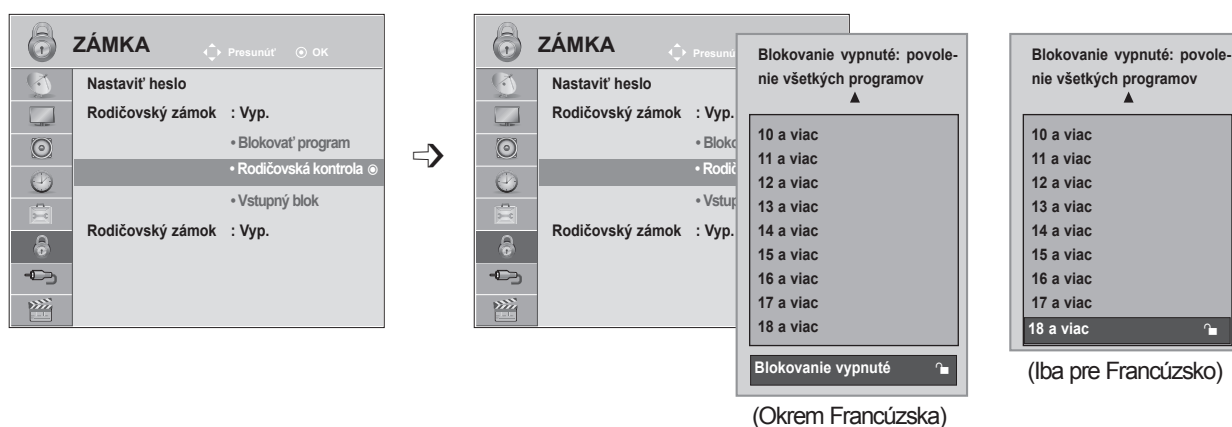 ZÁMKA
Presunúť OK
Nastaviť heslo
Rodičovský zámok : Vyp.
• Blokovať program
• Rodičovská kontrola
• Vstupný blok
Rodičovský zámok : Vyp.
ZÁMKA
Presunú
Nastaviť heslo
Rodičovský zámok : Vyp.
• Bloko
• Rodič
• Vstup
Rodičovský zámok : Vyp.
Blokovanie vypnuté: povole-
nie všetkých programov
10 a viac
11 a viac
12 a viac
13 a viac
14 a viac
15 a viac
16 a viac
17 a viac
18 a viac
Blokovanie vypnuté
(Okrem Francúzska)
Blokovanie vypnuté: povole-
nie všetkých programov
10 a viac
11 a viac
12 a viac
13 a viac
14 a viac
15 a viac
16 a viac
17 a viac
18 a viac
(Iba pre Francúzsko)